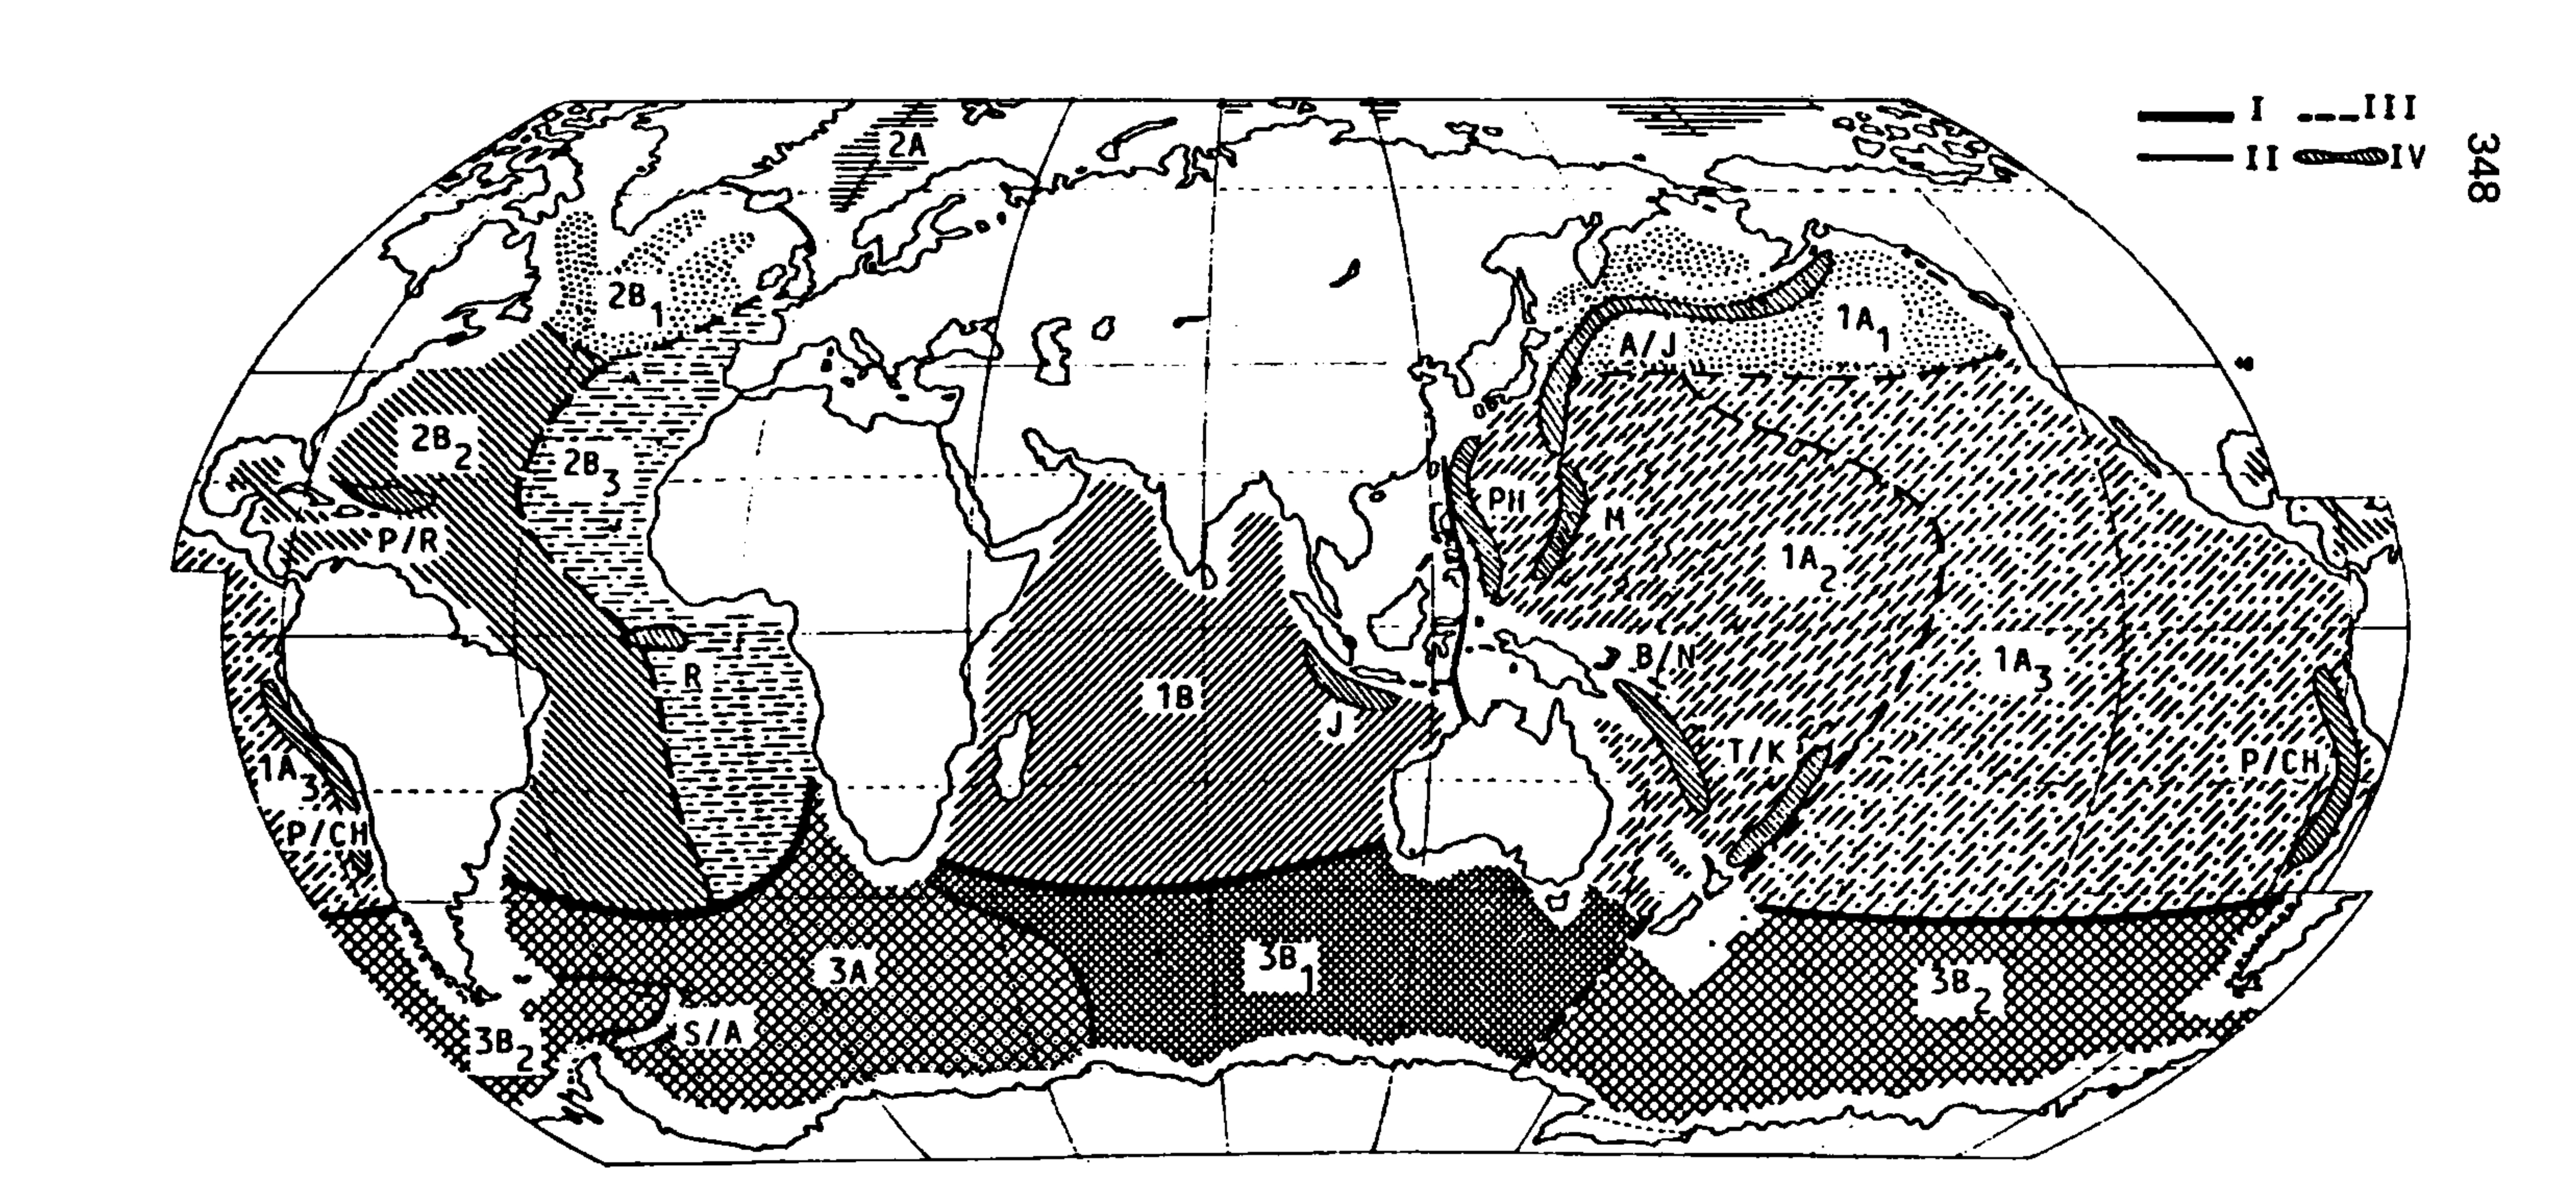 I III
II IV
348
2A
2B1
1A1
A/J
40
2B2
2B3
PH
M
P/R
1A2
B/N
1A3
R
1B
J
T/K
P/CH
1A3
P/CH
3A
3B1
3B2
S/A
3B2